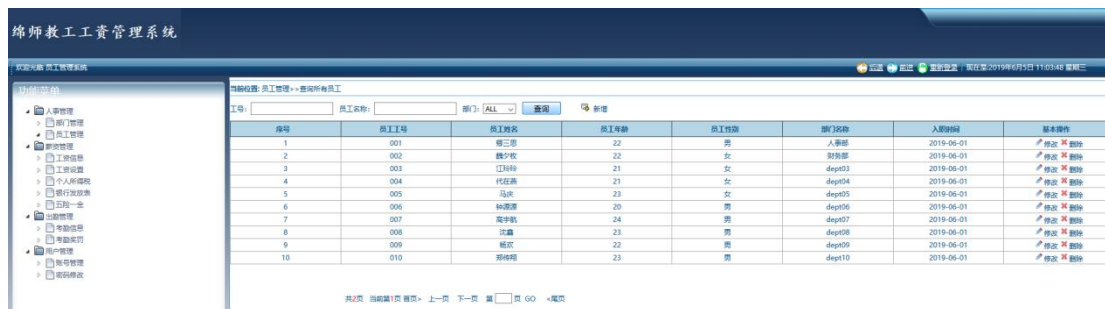 绵师教工工资管理系统
欢迎光临 员工管理系统
后退 前进 重新登录 | 现在是:2019年6月5日 11:03:48 星期三
功能菜单
人事管理
部门管理
员工管理
薪资管理
工资信息
工资设置
个人所得税
银行发放表
五险一金
出勤管理
考勤信息
考勤奖罚
用户管理
账号管理
密码修改
当前位置: 员工管理>>查询所有员工
工号: 员工名称: 部门: ALL 查询 新增
序号 员工工号 员工姓名 员工年龄 员工性别 部门名称 入职时间 基本操作
1 001 22 男 人事部 2019-06-01 修改 删除
2 002 魏夕枚 22 女 财务部 2019-06-01 修改 删除
3 003 江玲玲 21 女 dept03 2019-06-01 修改 删除
4 004 代在燕 21 女 dept04 2019-06-01 修改 删除
5 005 马庆 23 女 dept05 2019-06-01 修改 删除
6 006 钟源源 20 男 dept06 2019-06-01 修改 删除
7 007 高宇航 24 男 dept07 2019-06-01 修改 删除
8 008 沈鑫 23 男 dept08 2019-06-01 修改 删除
9 009 杨欢 22 男 dept09 2019-06-01 修改 删除
10 010 23 男 dept10 2019-06-01 修改 删除
共2页 当前第1页 首页> 上一页 下一页 第 页 GO <尾页